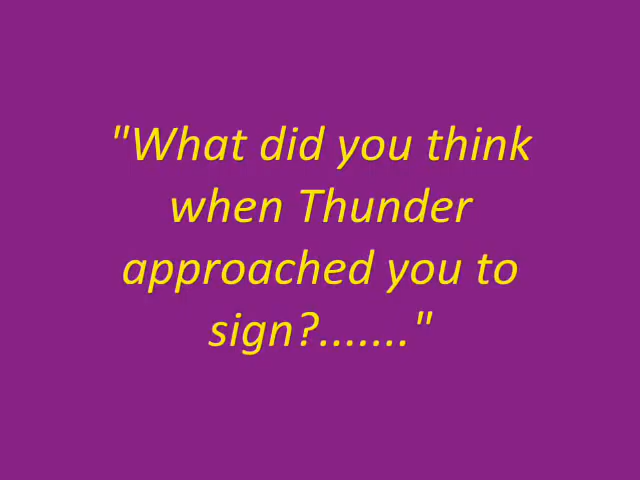 "What did you think
when Thunder
approached you to
sign?......."